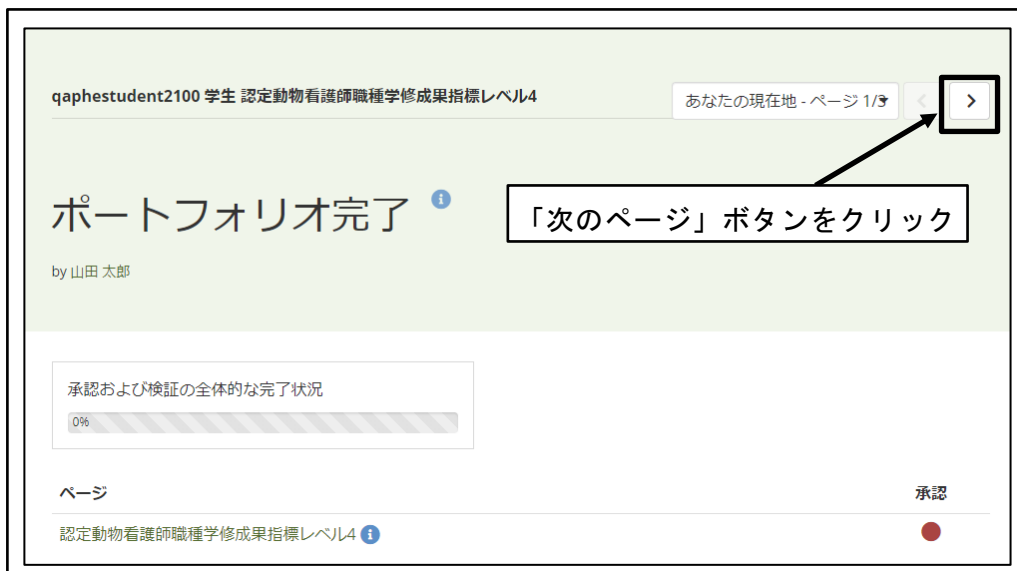 qaphestudent2100 学生 認定動物看護師職種学修成果指標レベル4
あなたの現在地 - ページ 1/3
「次のページ」ボタンをクリック
ポートフォリオ完了
by 山田 太郎
承認および検証の全体的な完了状況
0%
ページ 承認
認定動物看護師職種学修成果指標レベル4